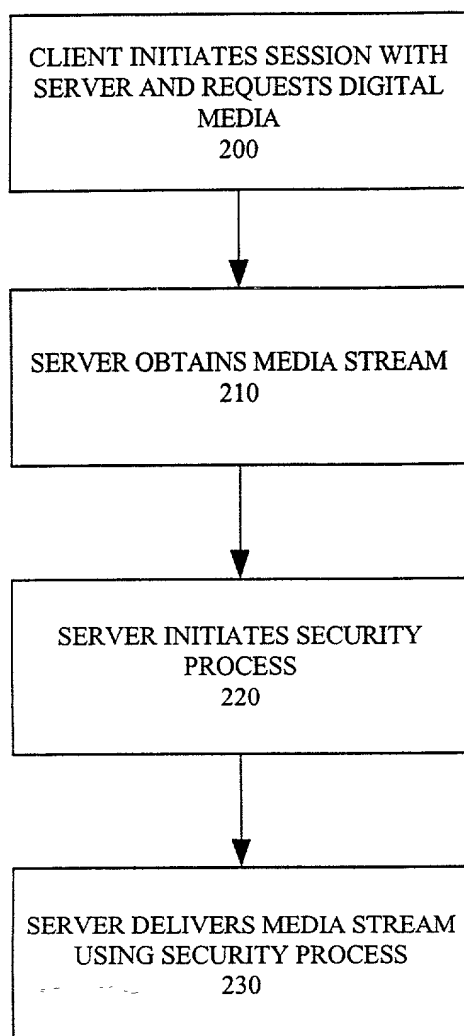 CLIENT INITIATES SESSION WITH
SERVER AND REQUESTS DIGITAL
MEDIA
200
SERVER OBTAINS MEDIA STREAM
210
SERVER INITIATES SECURITY
PROCESS
220
SERVER DELIVERS MEDIA STREAM
USING SECURITY PROCESS
230